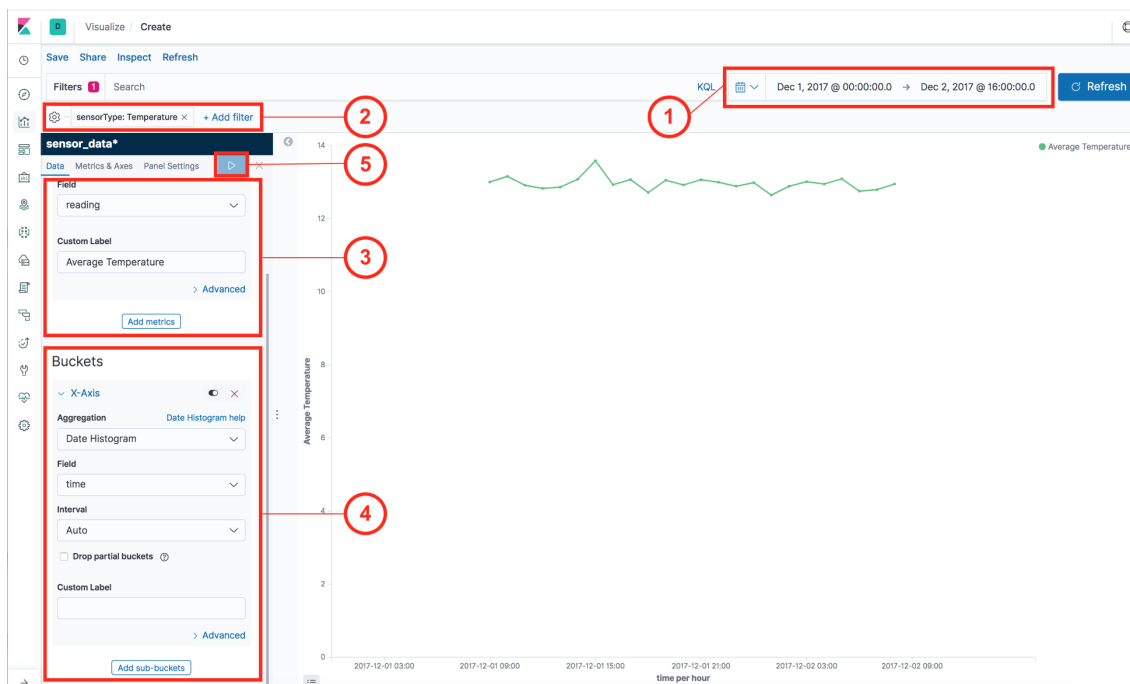 D Visualize / Create
Save Share Inspect Refresh
Filters 1 Search KQL Dec 1, 2017 @ 00:00:00.0 → Dec 2, 2017 @ 16:00:00.0 Refresh
1
sensorType: Temperature × + Add filter
2
sensor_data*
Data Metrics & Axes Panel Settings
5
Field
reading
Custom Label
Average Temperature
3
> Advanced
Add metrics
Buckets
X-Axis
Aggregation Date Histogram help
Date Histogram
Field
time
Interval
Auto
4
Drop partial buckets
Custom Label
> Advanced
Add sub-buckets
Average Temperature
14
12
10
8
6
4
2
0
Average Temperature
2017-12-01 03:00 2017-12-01 09:00 2017-12-01 15:00 2017-12-01 21:00 2017-12-02 03:00 2017-12-02 09:00
time per hour